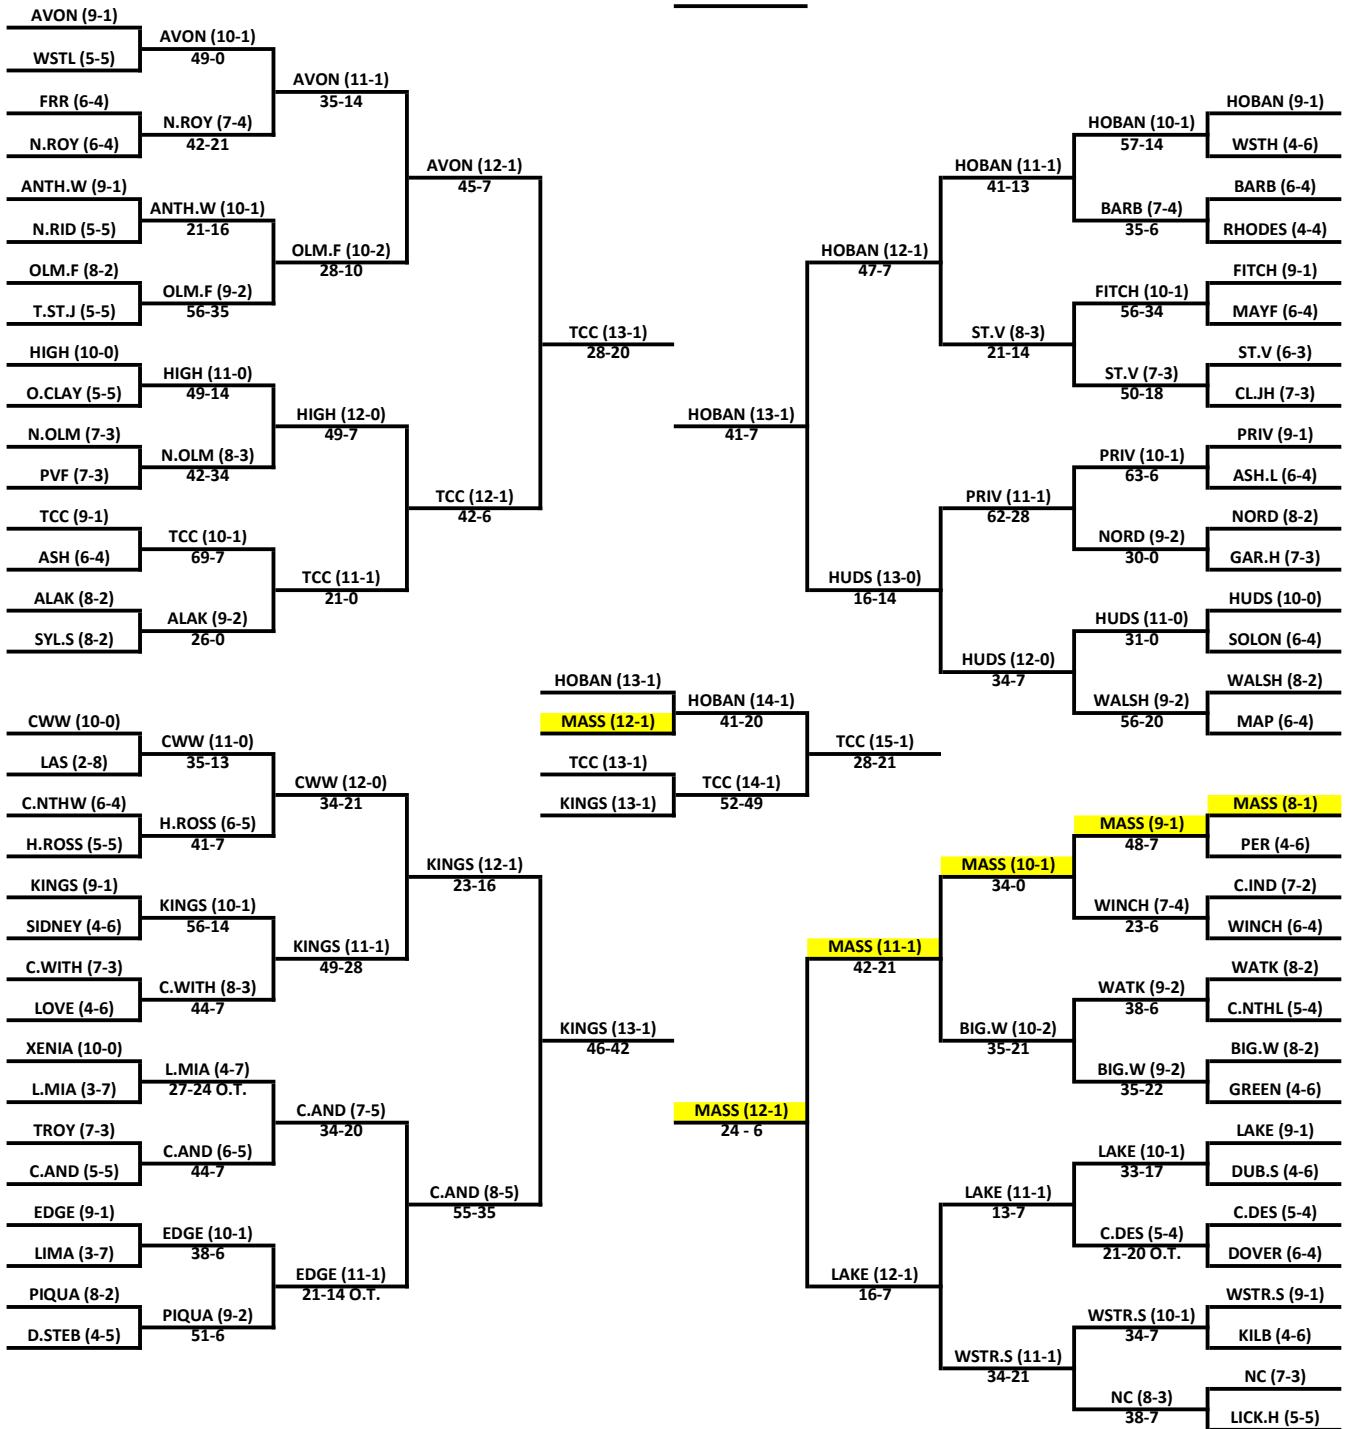 AVON (9-1)
WSTL (5-5)
FRR (6-4)
N.ROY (6-4)
ANTH.W (9-1)
N.RID (5-5)
OLM.F (8-2)
T.ST.J (5-5)
HIGH (10-0)
O.CLAY (5-5)
N.OLM (7-3)
PVF (7-3)
TCC (9-1)
ASH (6-4)
ALAK (8-2)
SYL.S (8-2)
AVON (10-1)
49-0
N.ROY (7-4)
42-21
ANTH.W (10-1)
21-16
OLM.F (9-2)
56-35
HIGH (11-0)
49-14
N.OLM (8-3)
42-34
TCC (10-1)
69-7
ALAK (9-2)
26-0
AVON (11-1)
35-14
OLM.F (10-2)
28-10
HIGH (12-0)
49-7
TCC (11-1)
21-0
AVON (12-1)
45-7
TCC (12-1)
42-6
TCC (13-1)
28-20
HOBAN (13-1)
41-7
HOBAN (12-1)
47-7
HUDS (13-0)
16-14
HOBAN (11-1)
41-13
ST.V (8-3)
21-14
PRIV (11-1)
62-28
HUDS (12-0)
34-7
HOBAN (10-1)
57-14
BARB (7-4)
35-6
FITCH (10-1)
56-34
ST.V (7-3)
50-18
PRIV (10-1)
63-6
NORD (9-2)
30-0
HUDS (11-0)
31-0
WALSH (9-2)
56-20
HOBAN (9-1)
WSTH (4-6)
BARB (6-4)
RHODES (4-4)
FITCH (9-1)
MAYF (6-4)
ST.V (6-3)
CL.JH (7-3)
PRIV (9-1)
ASH.L (6-4)
NORD (8-2)
GAR.H (7-3)
HUDS (10-0)
SOLON (6-4)
WALSH (8-2)
MAP (6-4)
HOBAN (13-1)
MASS (12-1)
TCC (13-1)
KINGS (13-1)
HOBAN (14-1)
41-20
TCC (14-1)
52-49
TCC (15-1)
28-21
CWW (10-0)
LAS (2-8)
C.NTHW (6-4)
H.ROSS (5-5)
KINGS (9-1)
SIDNEY (4-6)
C.WITH (7-3)
LOVE (4-6)
XENIA (10-0)
L.MIA (3-7)
TROY (7-3)
C.AND (5-5)
EDGE (9-1)
LIMA (3-7)
PIQUA (8-2)
D.STEB (4-5)
CWW (11-0)
35-13
H.ROSS (6-5)
41-7
KINGS (10-1)
56-14
C.WITH (8-3)
44-7
L.MIA (4-7)
27-24 O.T.
C.AND (6-5)
44-7
EDGE (10-1)
38-6
PIQUA (9-2)
51-6
CWW (12-0)
34-21
KINGS (11-1)
49-28
C.AND (7-5)
34-20
EDGE (11-1)
21-14 O.T.
KINGS (12-1)
23-16
C.AND (8-5)
55-35
KINGS (13-1)
46-42
MASS (12-1)
24 - 6
MASS (11-1)
42-21
LAKE (12-1)
16-7
MASS (10-1)
34-0
BIG.W (10-2)
35-21
LAKE (11-1)
13-7
WSTR.S (11-1)
34-21
MASS (9-1)
48-7
WINCH (7-4)
23-6
WATK (9-2)
38-6
BIG.W (9-2)
35-22
LAKE (10-1)
33-17
C.DES (5-4)
21-20 O.T.
WSTR.S (10-1)
34-7
NC (8-3)
38-7
MASS (8-1)
PER (4-6)
C.IND (7-2)
WINCH (6-4)
WATK (8-2)
C.NTHL (5-4)
BIG.W (8-2)
GREEN (4-6)
LAKE (9-1)
DUB.S (4-6)
C.DES (5-4)
DOVER (6-4)
WSTR.S (9-1)
KILB (4-6)
NC (7-3)
LICK.H (5-5)